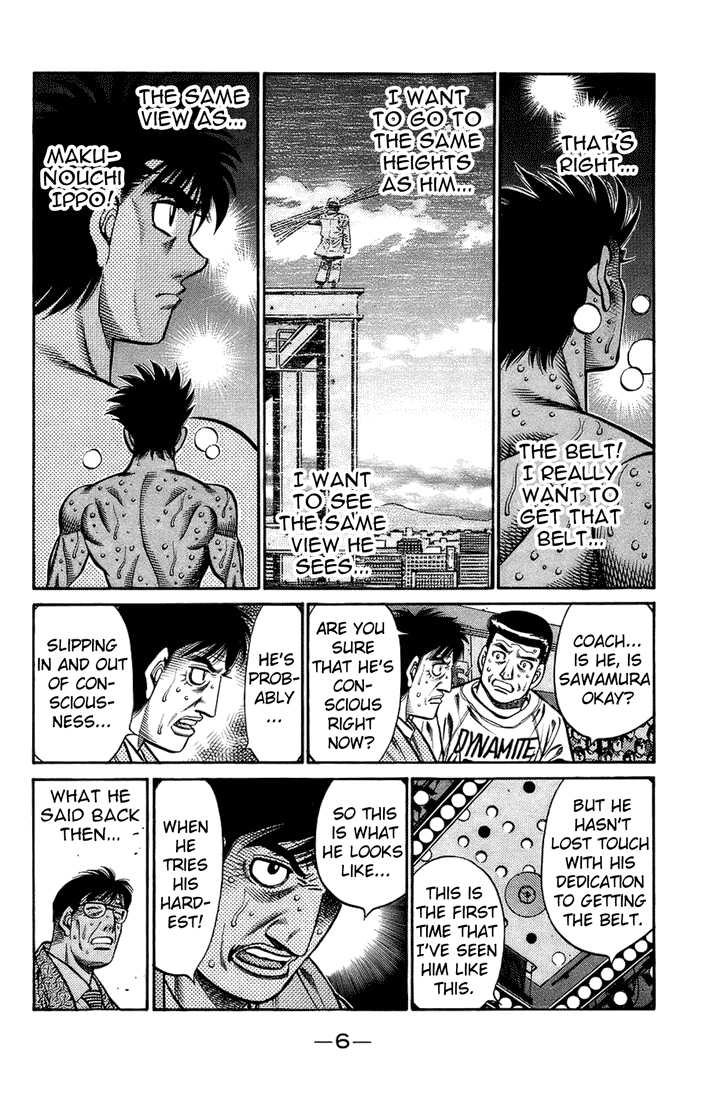 THAT'S
RIGHT...
THE BELT!
I REALLY
WANT TO
GET THAT
BELT...
I WANT
TO GO TO
THE SAME
HEIGHTS
AS HIM...
I WANT
TO SEE
THE SAME
VIEW HE
SEES...
THE SAME
VIEW AS...
MAKU-
NOUCHI
IPPO!
COACH...
IS HE, IS
SAWAMURA
OKAY?
ARE YOU
SURE
THAT HE'S
CON-
SCIOUS
RIGHT
NOW?
DYNAMITE
HE'S
PROB-
ABLY
...
SLIPPING
IN AND OUT
OF CON-
SCIOUS-
NESS...
BUT HE
HASN'T
LOST TOUCH
WITH HIS
DEDICATION
TO GETTING
THE BELT.
THIS IS
THE FIRST
TIME THAT
I'VE SEEN
HIM LIKE
THIS.
SO THIS
IS WHAT
HE LOOKS
LIKE...
WHEN
HE
TRIES
HIS
HARD-
EST!
WHAT HE
SAID BACK
THEN...
—6—